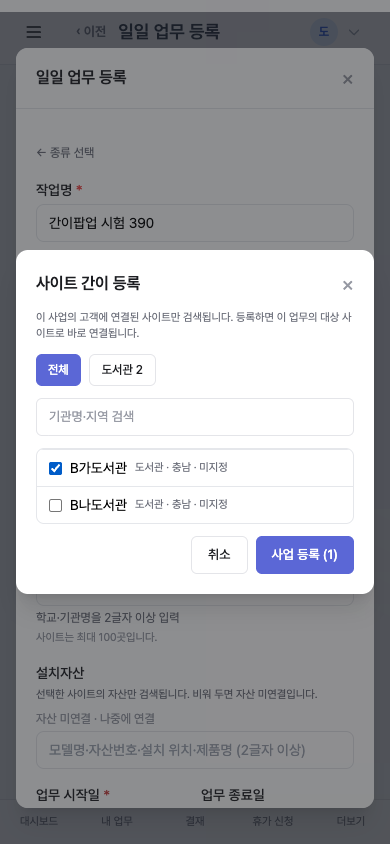 ‹ 이전 일일 업무 등록 도
일일 업무 등록 ×
← 종류 선택
작업명 *
간이팝업 시험 390
사이트 간이 등록 ×
이 사업의 고객에 연결된 사이트만 검색됩니다. 등록하면 이 업무의 대상 사
이트로 바로 연결됩니다.
전체 도서관 2
기관명·지역 검색
B가도서관 도서관 · 충남 · 미지정
B나도서관 도서관 · 충남 · 미지정
취소 사업 등록 (1)
학교·기관명을 2글자 이상 입력
사이트는 최대 100곳입니다.
설치자산
선택한 사이트의 자산만 검색됩니다. 비워 두면 자산 미연결입니다.
자산 미연결 · 나중에 연결
모델명·자산번호·설치 위치·제품명 (2글자 이상)
업무 시작일 * 업무 종료일
대시보드 내 업무 결재 휴가 신청 더보기